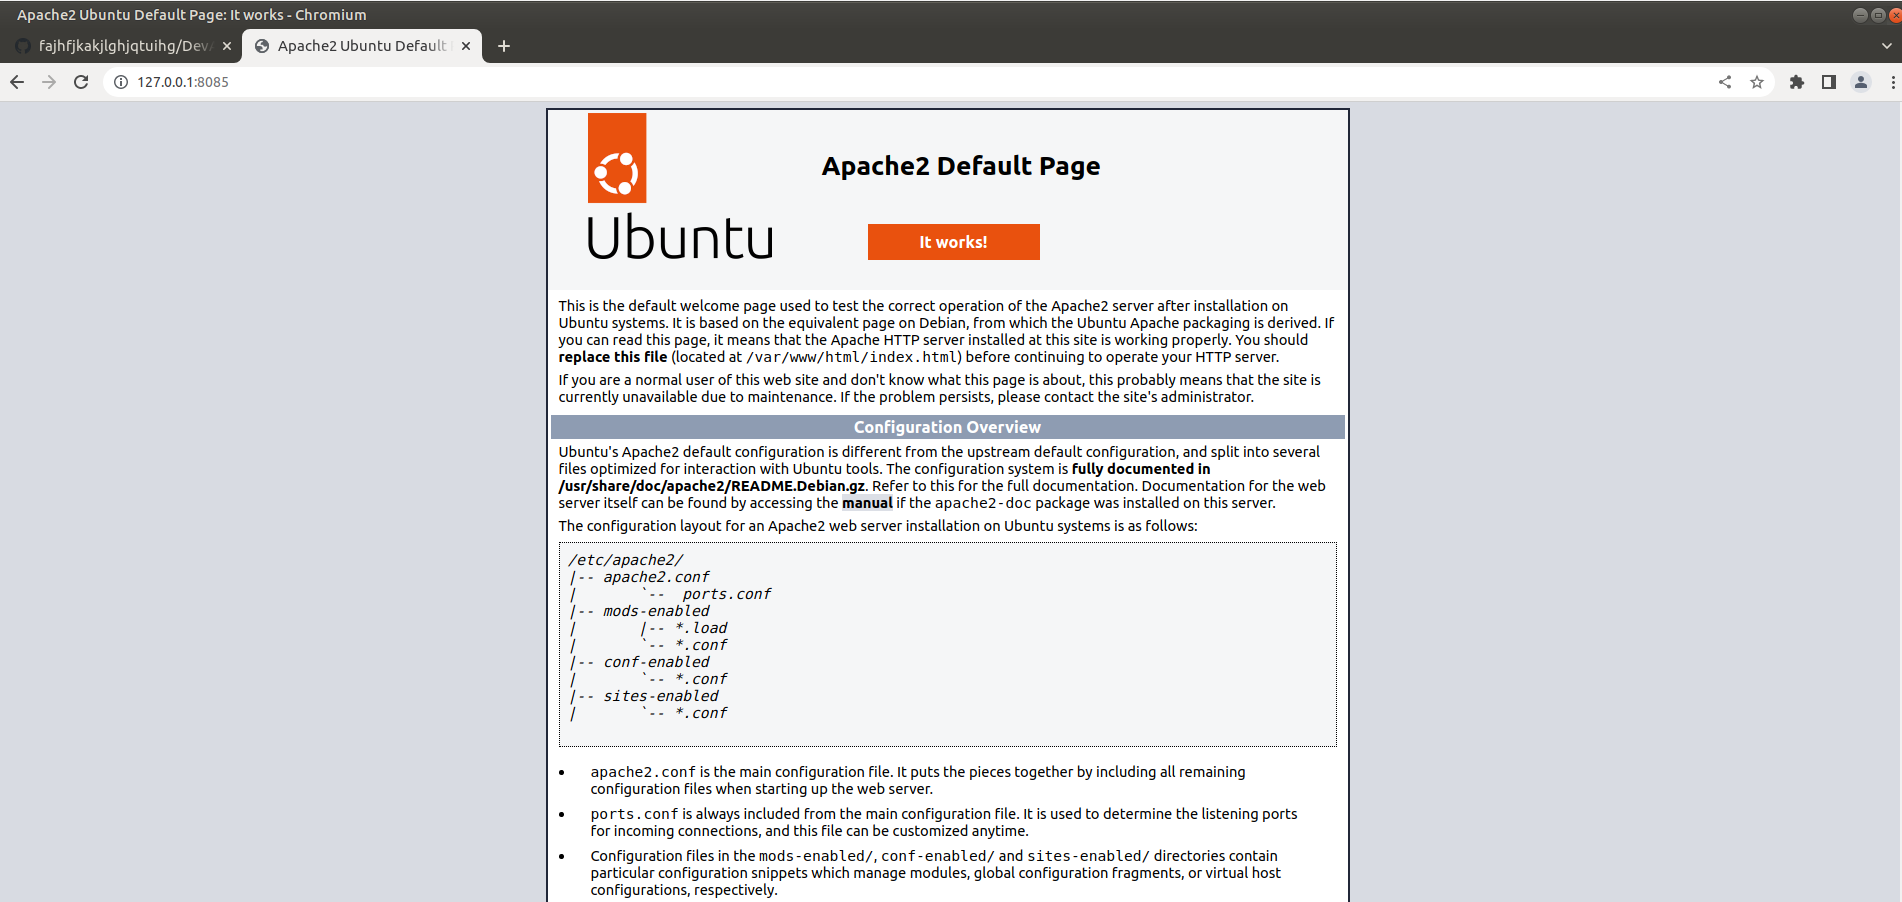 Apache2 Ubuntu Default Page: It works - Chromium
fajhfjkakjlghjqtuihg/Dev
Apache2 Ubuntu Default
127.0.0.1:8085
Apache2 Default Page
Ubuntu
It works!
This is the default welcome page used to test the correct operation of the Apache2 server after installation on
Ubuntu systems. It is based on the equivalent page on Debian, from which the Ubuntu Apache packaging is derived. If
you can read this page, it means that the Apache HTTP server installed at this site is working properly. You should
replace this file (located at /var/www/html/index.html) before continuing to operate your HTTP server.
If you are a normal user of this web site and don't know what this page is about, this probably means that the site is
currently unavailable due to maintenance. If the problem persists, please contact the site's administrator.
Configuration Overview
Ubuntu's Apache2 default configuration is different from the upstream default configuration, and split into several
files optimized for interaction with Ubuntu tools. The configuration system is fully documented in
/usr/share/doc/apache2/README.Debian.gz. Refer to this for the full documentation. Documentation for the web
server itself can be found by accessing the manual if the apache2-doc package was installed on this server.
The configuration layout for an Apache2 web server installation on Ubuntu systems is as follows:
/etc/apache2/
|-- apache2.conf
|       `--  ports.conf
|-- mods-enabled
|       |-- *.load
|       `-- *.conf
|-- conf-enabled
|       `-- *.conf
|-- sites-enabled
|       `-- *.conf
• apache2.conf is the main configuration file. It puts the pieces together by including all remaining
configuration files when starting up the web server.
• ports.conf is always included from the main configuration file. It is used to determine the listening ports
for incoming connections, and this file can be customized anytime.
• Configuration files in the mods-enabled/, conf-enabled/ and sites-enabled/ directories contain
particular configuration snippets which manage modules, global configuration fragments, or virtual host
configurations, respectively.